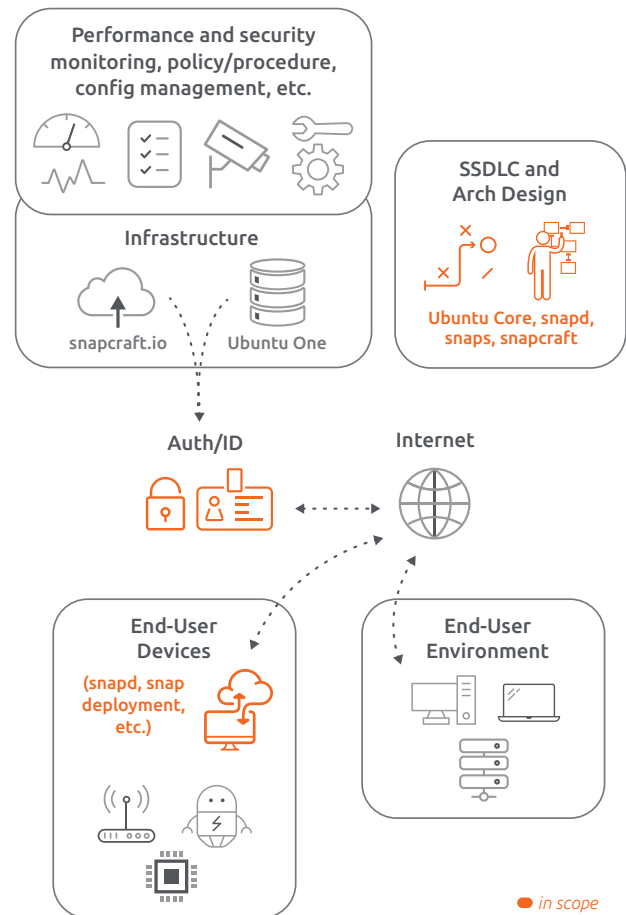 Performance and security
monitoring, policy/procedure,
config management, etc.
SSDLC and
Arch Design
Ubuntu Core, snapd,
snaps, snapcraft
Infrastructure
snapcraft.io
Ubuntu One
Auth/ID
Internet
End-User
Devices
(snapd, snap
deployment,
etc.)
End-User
Environment
in scope